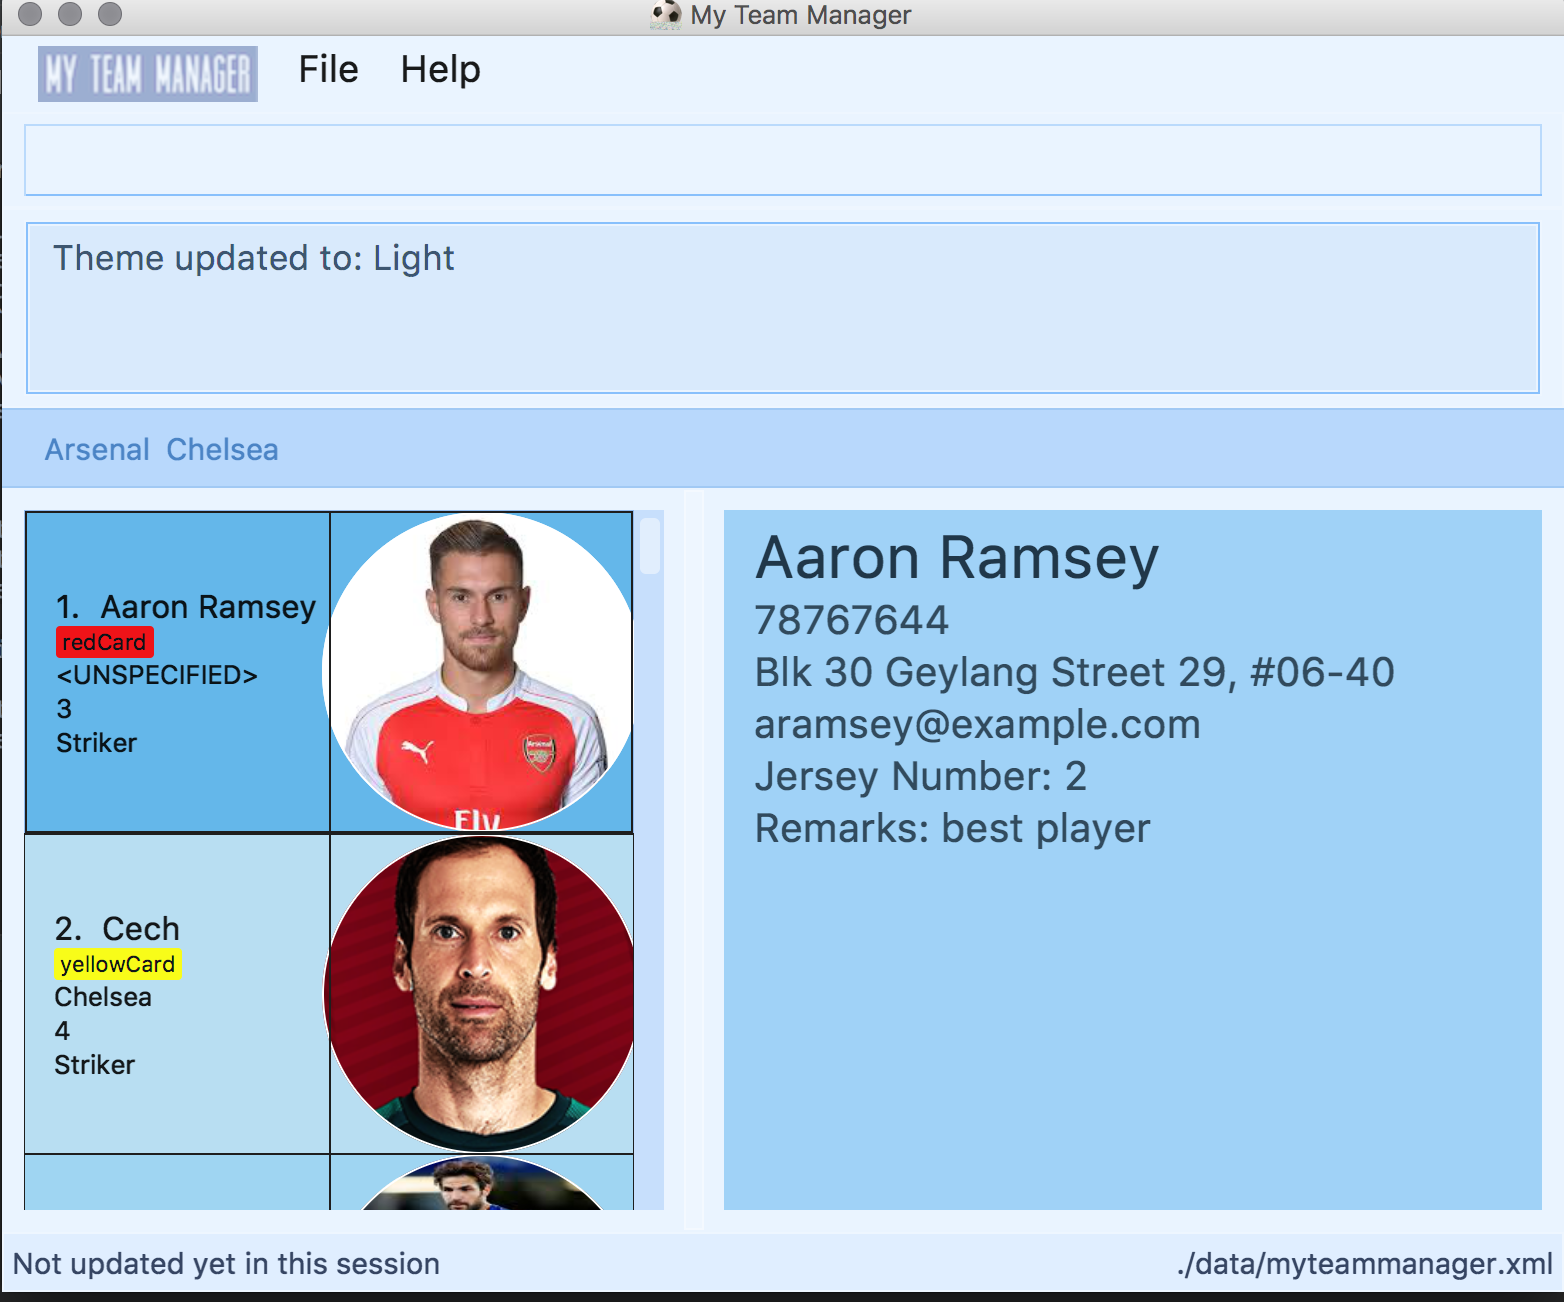 My Team Manager
MY TEAM MANAGER File Help
Theme updated to: Light
Arsenal Chelsea
1. Aaron Ramsey
redCard
<UNSPECIFIED>
3
Striker
Arsenal
2. Cech
yellowCard
Chelsea
4
Striker
Aaron Ramsey
78767644
Blk 30 Geylang Street 29, #06-40
aramsey@example.com
Jersey Number: 2
Remarks: best player
Not updated yet in this session
./data/myteammanager.xml